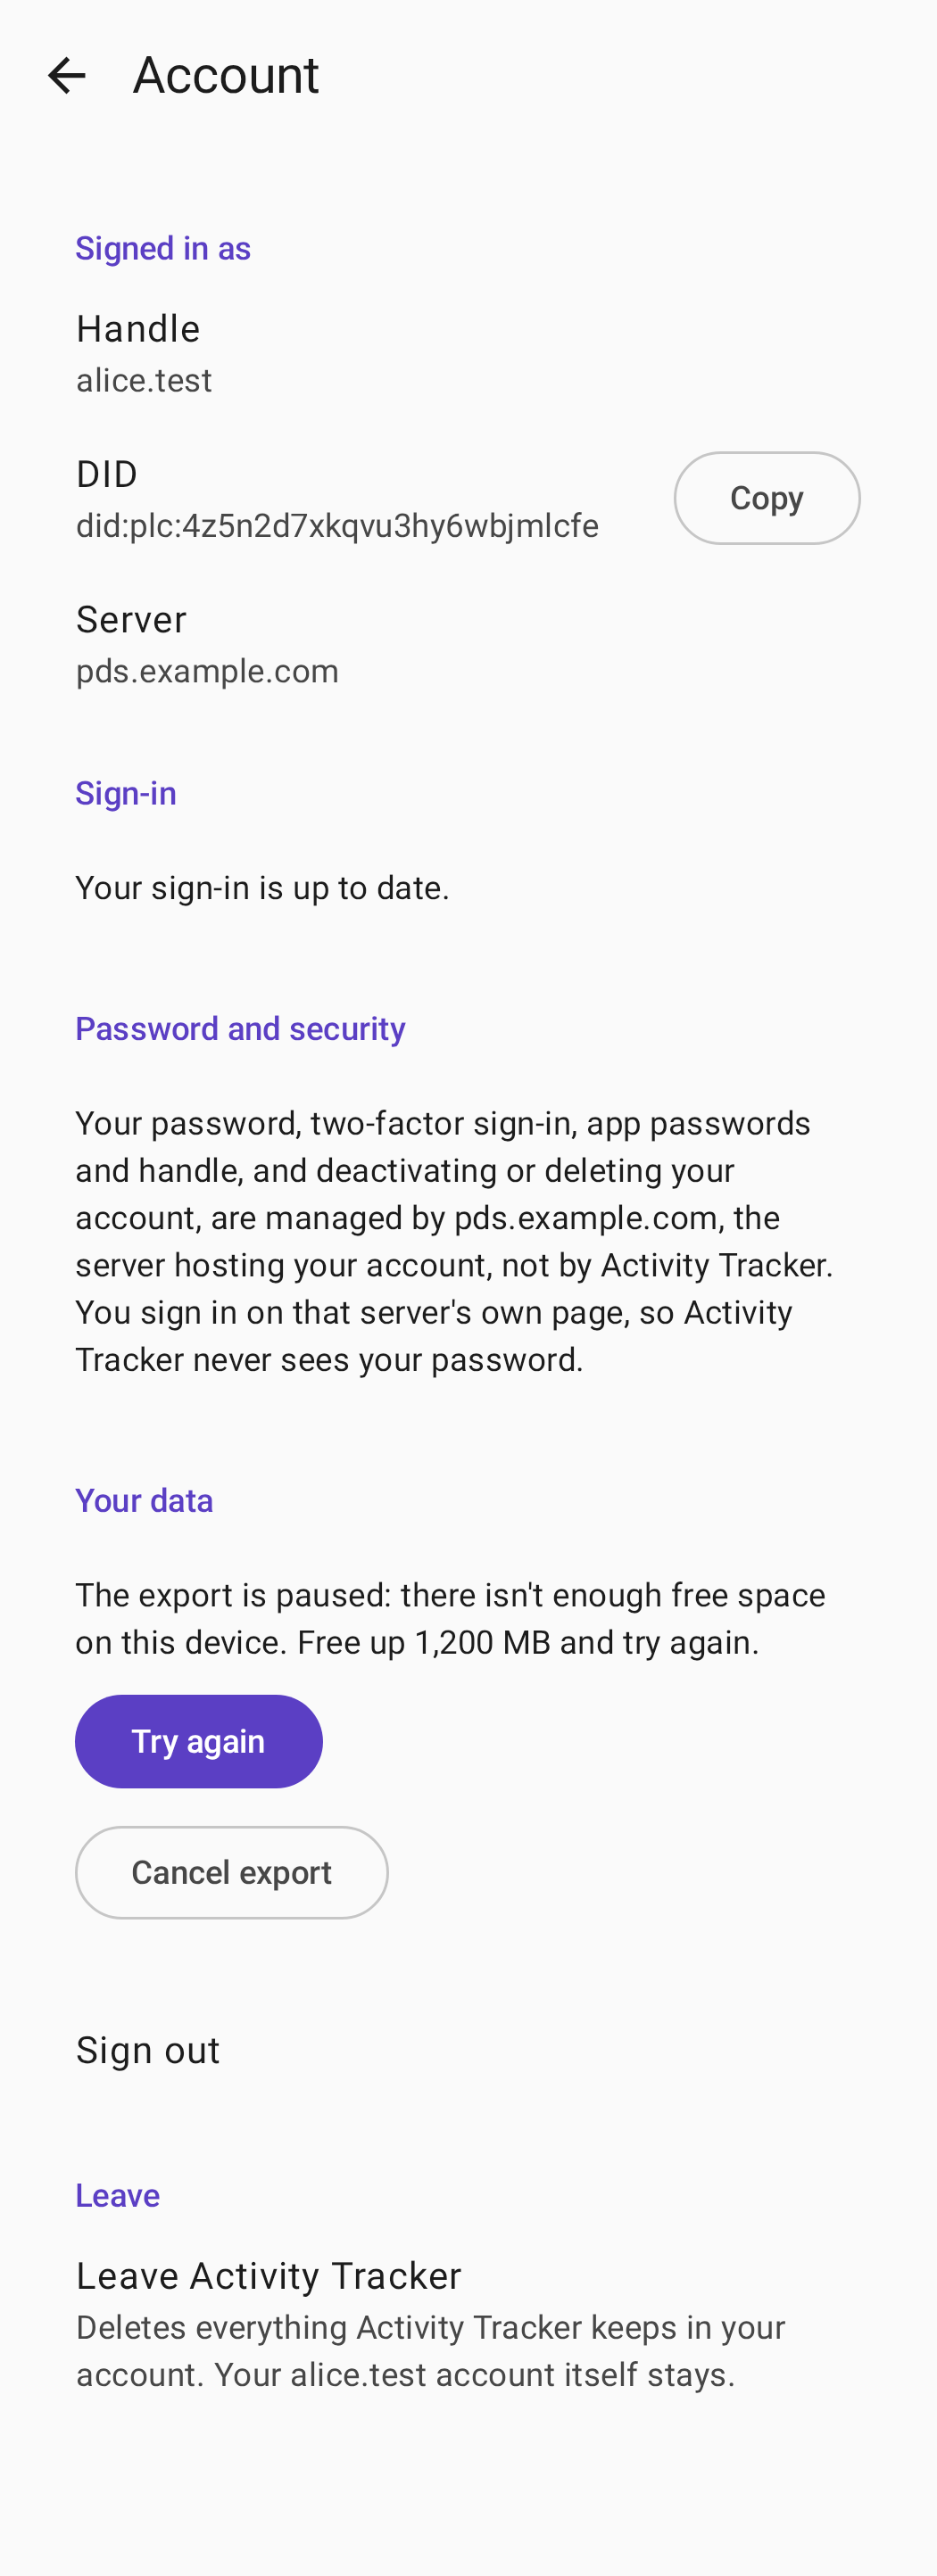 Account
Signed in as
Handle
alice.test
DID
did:plc:4z5n2d7xkqvu3hy6wbjmlcfe
Copy
Server
pds.example.com
Sign-in
Your sign-in is up to date.
Password and security
Your password, two-factor sign-in, app passwords
and handle, and deactivating or deleting your
account, are managed by pds.example.com, the
server hosting your account, not by Activity Tracker.
You sign in on that server's own page, so Activity
Tracker never sees your password.
Your data
The export is paused: there isn't enough free space
on this device. Free up 1,200 MB and try again.
Try again
Cancel export
Sign out
Leave
Leave Activity Tracker
Deletes everything Activity Tracker keeps in your
account. Your alice.test account itself stays.